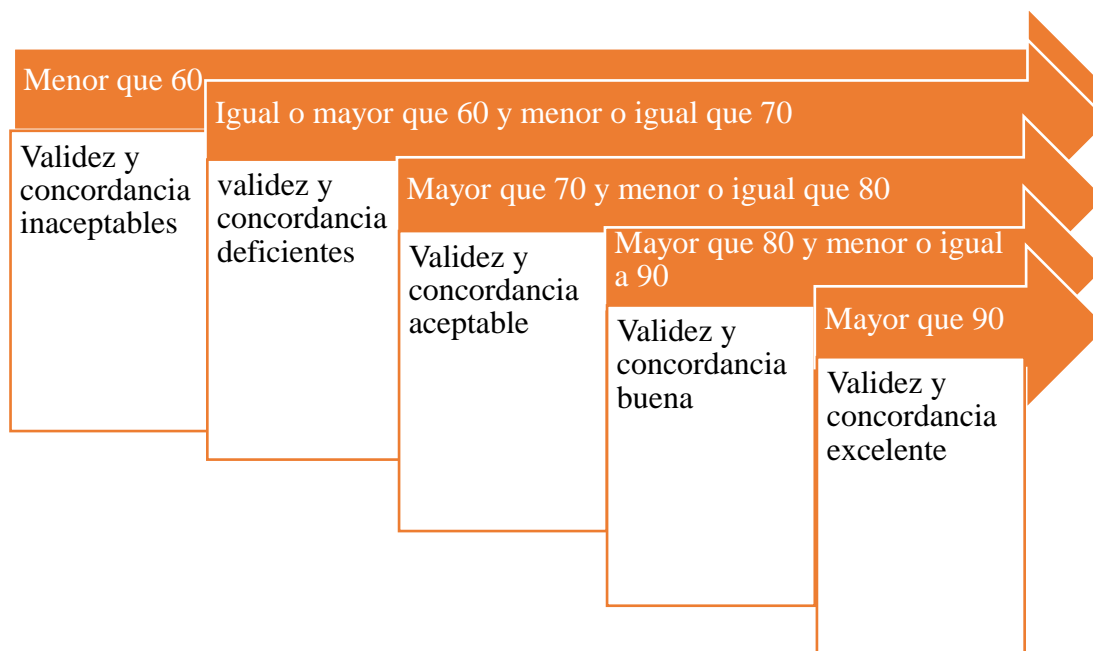 Menor que 60
Validez y
concordancia
inaceptables
Igual o mayor que 60 y menor o igual que 70
validez y
concordancia
deficientes
Mayor que 70 y menor o igual que 80
Validez y
concordancia
aceptable
Mayor que 80 y menor o igual
a 90
Validez y
concordancia
buena
Mayor que 90
Validez y
concordancia
excelente